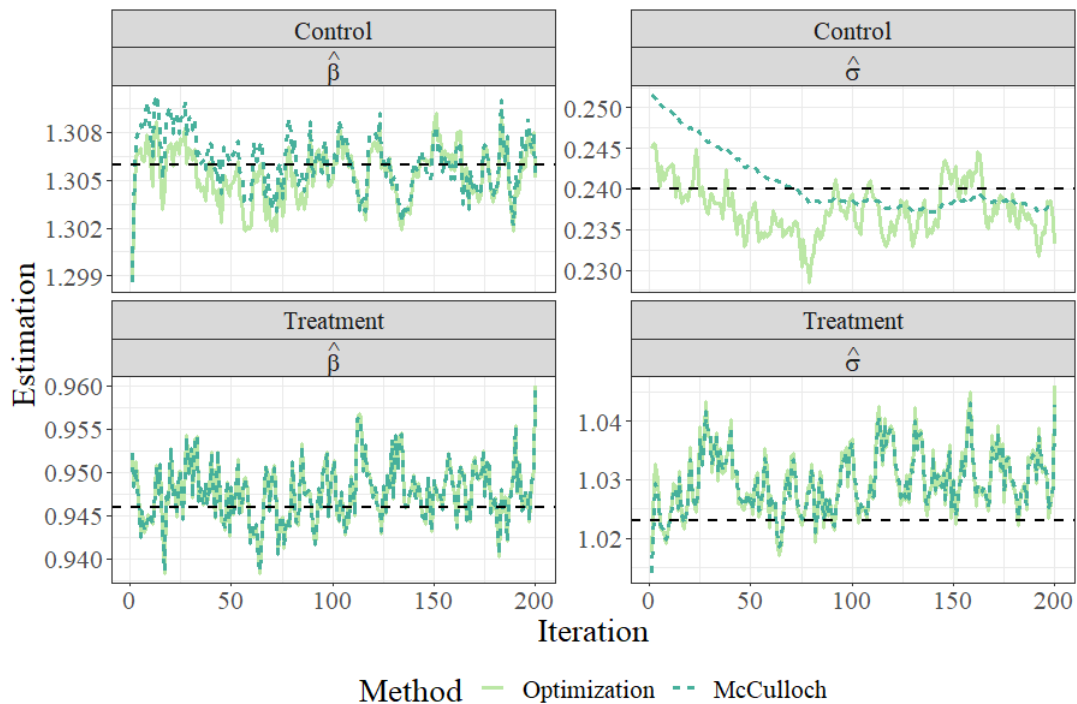 Control
Control
β̂
σ̂
1.308
1.305
1.302
1.299
0.250
0.245
0.240
0.235
0.230
Estimation
Treatment
Treatment
β̂
σ̂
0.960
0.955
0.950
0.945
0.940
1.04
1.03
1.02
0 50 100 150 200
0 50 100 150 200
Iteration
Method Optimization McCulloch